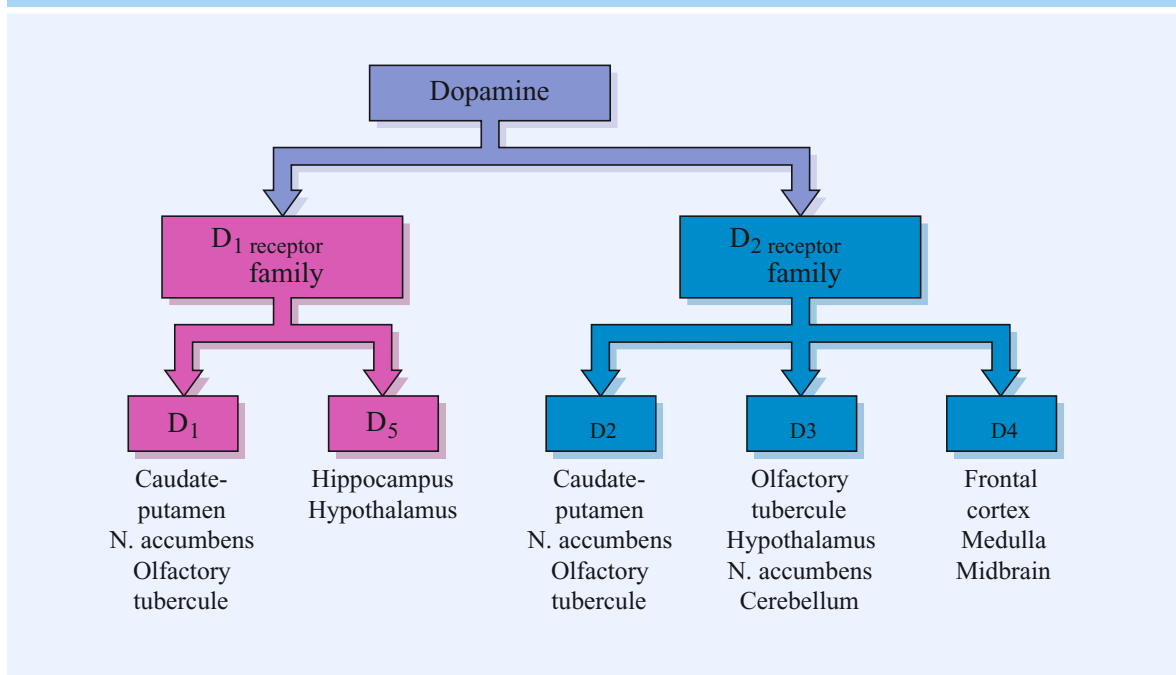 Dopamine
D1 receptor
family
D2 receptor
family
D1
D5
D2
D3
D4
Caudate-
putamen
N. accumbens
Olfactory
tubercule
Hippocampus
Hypothalamus
Caudate-
putamen
N. accumbens
Olfactory
tubercule
Olfactory
tubercule
Hypothalamus
N. accumbens
Cerebellum
Frontal
cortex
Medulla
Midbrain